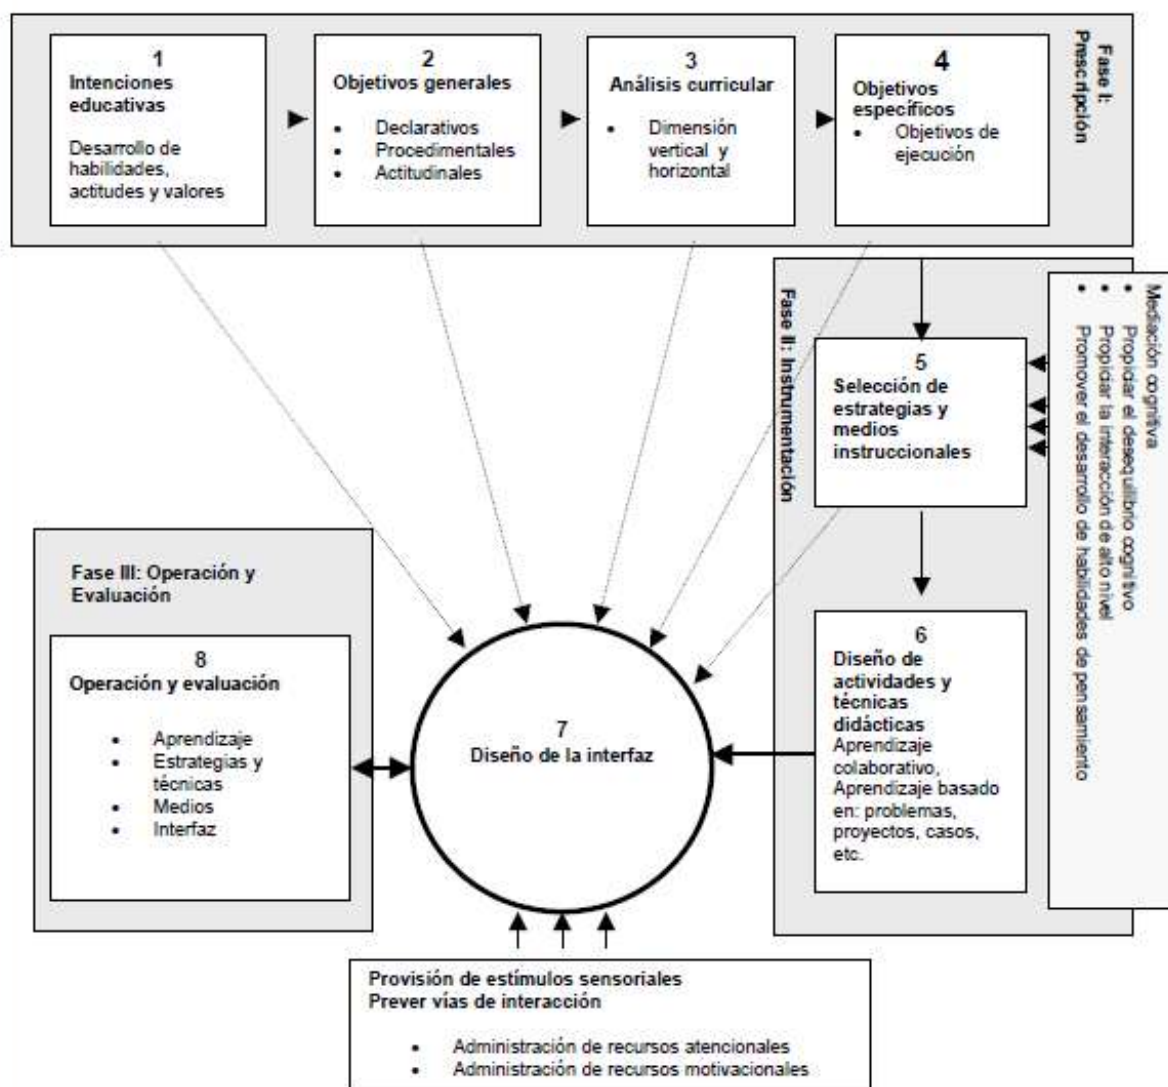 1
Intenciones
educativas
Desarrollo de
habilidades,
actitudes y valores
2
Objetivos generales
• Declarativos
• Procedimentales
• Actitudinales
3
Análisis curricular
• Dimensión
vertical y
horizontal
4
Objetivos
específicos
• Objetivos de
ejecución
Fase I:
Prescripción
Fase II: Instrumentación
5
Selección de
estrategias y
medios
instruccionales
Mediación cognitiva
• Propiciar el desequilibrio cognitivo
• Propiciar la interacción de alto nivel
• Promover el desarrollo de habilidades de pensamiento
6
Diseño de
actividades y
técnicas
didácticas
Aprendizaje
colaborativo,
Aprendizaje basado
en: problemas,
proyectos, casos,
etc.
7
Diseño de la interfaz
Fase III: Operación y
Evaluación
8
Operación y evaluación
• Aprendizaje
• Estrategias y
técnicas
• Medios
• Interfaz
Provisión de estímulos sensoriales
Prever vías de interacción
• Administración de recursos atencionales
• Administración de recursos motivacionales